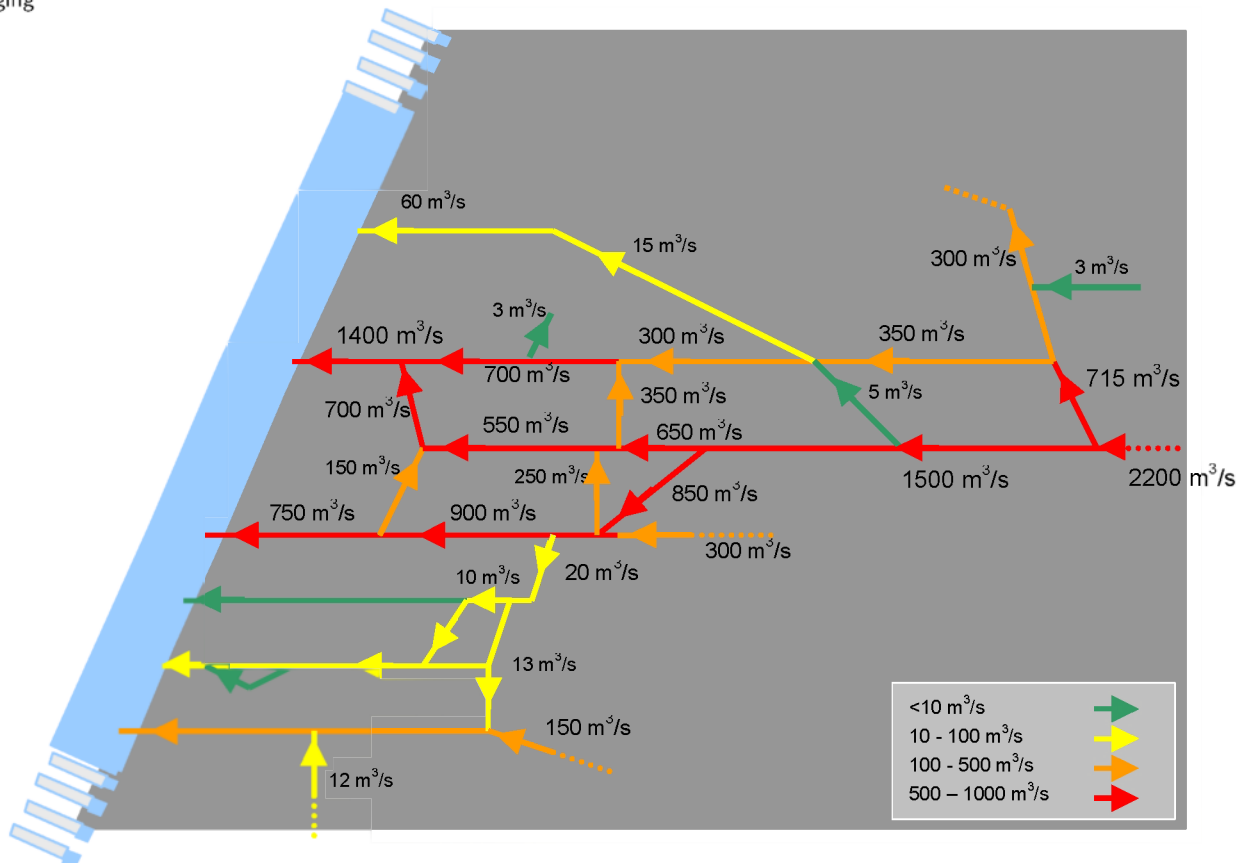 ging
60 m³/s
15 m³/s
300 m³/s
3 m³/s
3 m³/s
1400 m³/s
300 m³/s
350 m³/s
700 m³/s
715 m³/s
5 m³/s
350 m³/s
700 m³/s
550 m³/s
650 m³/s
150 m³/s
250 m³/s
850 m³/s
1500 m³/s
2200 m³/s
750 m³/s
900 m³/s
300 m³/s
10 m³/s
20 m³/s
13 m³/s
150 m³/s
12 m³/s
<10 m³/s
10 - 100 m³/s
100 - 500 m³/s
500 – 1000 m³/s